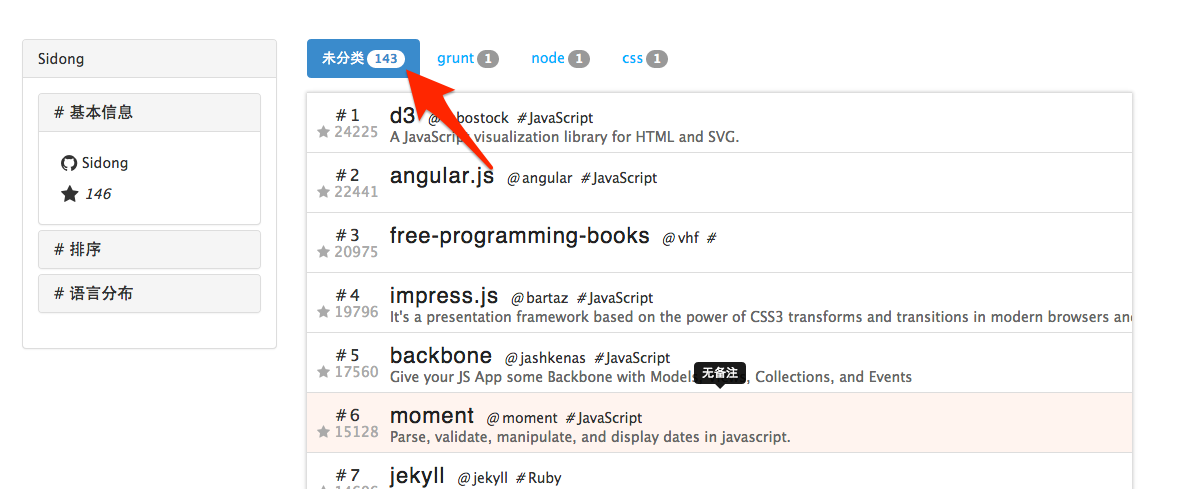 Sidong
# 基本信息
Sidong
146
# 排序
# 语言分布
未分类 143 grunt 1 node 1 css 1
#1 d3 #JavaScript
24225 A JavaScript visualization library for HTML and SVG.
#2 angular.js @angular #JavaScript
22441
#3 free-programming-books @vhf #
20975
#4 impress.js @bartaz #JavaScript
19796 It's a presentation framework based on the power of CSS3 transforms and transitions in modern browsers
#5 backbone @jashkenas #JavaScript
17560 Give your JS App some Backbone with Models, Collections, and Events
无备注
#6 moment @moment #JavaScript
15128 Parse, validate, manipulate, and display dates in javascript.
#7 jekyll @jekyll #Ruby